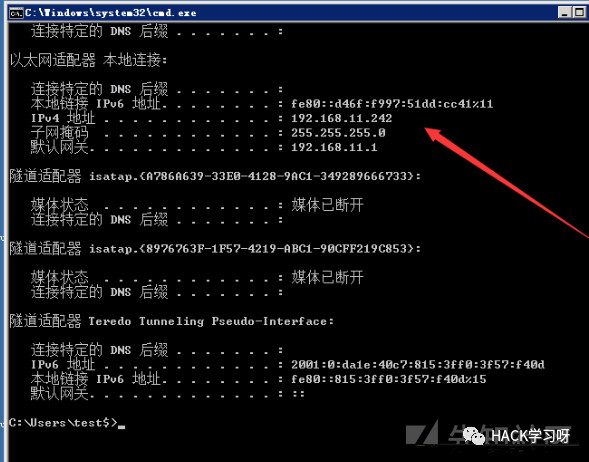 C:\Windows\system32\cmd.exe
连接特定的 DNS 后缀 . . . . . . . :
以太网适配器 本地连接:
连接特定的 DNS 后缀 . . . . . . . :
本地链接 IPv6 地址. . . . . . . . : fe80::d46f:f997:51dd:cc41%11
IPv4 地址 . . . . . . . . . . . . : 192.168.11.242
子网掩码 . . . . . . . . . . . . : 255.255.255.0
默认网关. . . . . . . . . . . . . : 192.168.11.1
隧道适配器 isatap.{A786A639-33E0-4128-9AC1-349289666733}:
媒体状态 . . . . . . . . . . . . : 媒体已断开
连接特定的 DNS 后缀 . . . . . . . :
隧道适配器 isatap.{8976763F-1F57-4219-ABC1-90CFF219C853}:
媒体状态 . . . . . . . . . . . . : 媒体已断开
连接特定的 DNS 后缀 . . . . . . . :
隧道适配器 Teredo Tunneling Pseudo-Interface:
连接特定的 DNS 后缀 . . . . . . . :
IPv6 地址 . . . . . . . . . . . . : 2001:0:da1e:40c7:815:3ff0:3f57:f40d
本地链接 IPv6 地址. . . . . . . . : fe80::815:3ff0:3f57:f40d%15
默认网关. . . . . . . . . . . . . : ::
C:\Users\test$>_
HACK学习呀